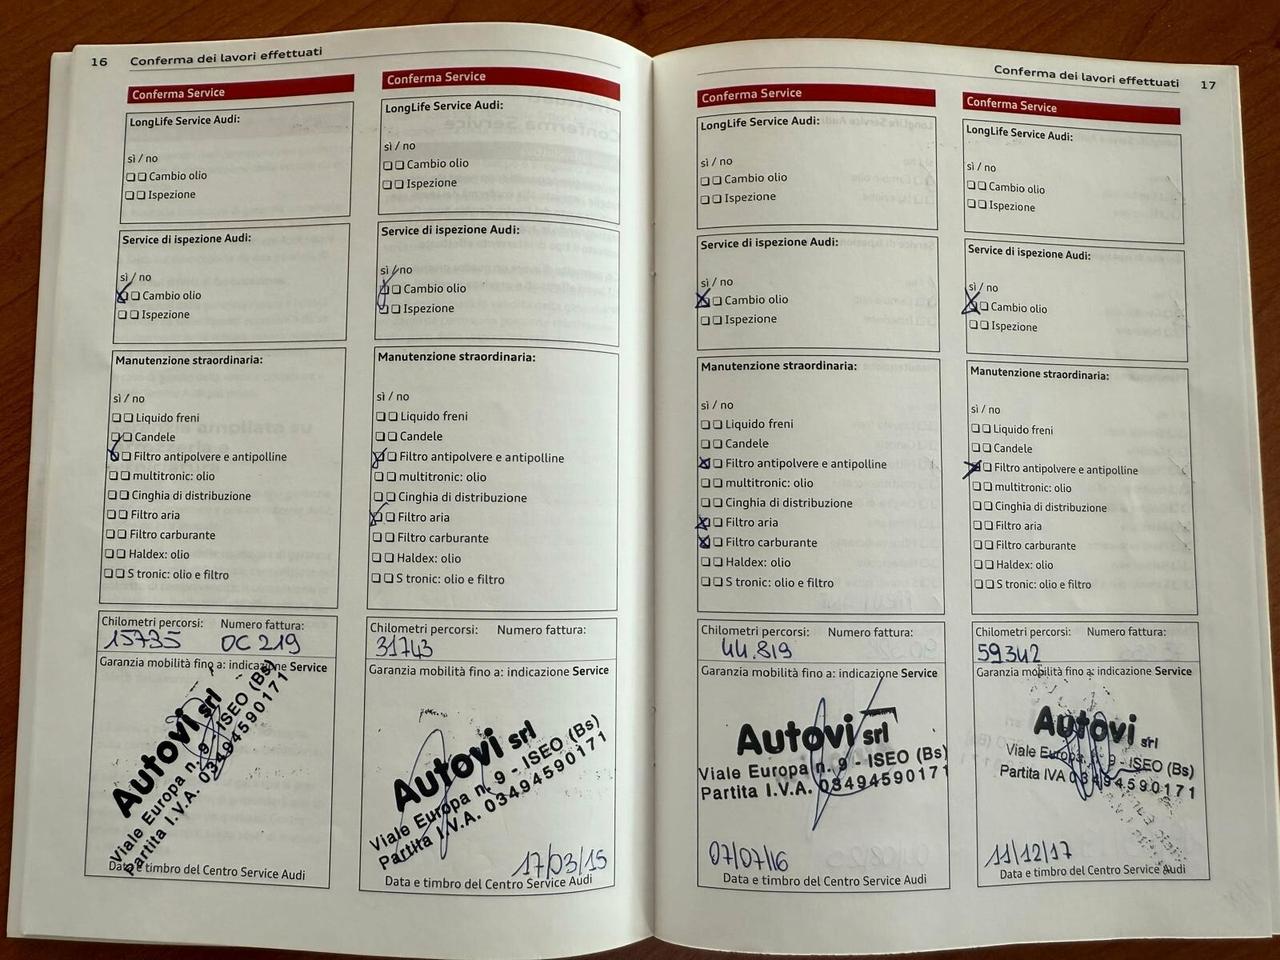 16 Conferma dei lavori effettuati
Conferma Service
LongLife Service Audi:
sì / no
❏ ❏ Cambio olio
❏ ❏ Ispezione
Service di ispezione Audi:
sì / no
❏ ❏ Cambio olio
❏ ❏ Ispezione
Manutenzione straordinaria:
sì / no
❏ ❏ Liquido freni
❏ ❏ Candele
❏ ❏ Filtro antipolvere e antipolline
❏ ❏ multitronic: olio
❏ ❏ Cinghia di distribuzione
❏ ❏ Filtro aria
❏ ❏ Filtro carburante
❏ ❏ Haldex: olio
❏ ❏ S tronic: olio e filtro
Chilometri percorsi: Numero fattura:
15735 OC 219
Garanzia mobilità fino a: indicazione Service
Autovi srl
Viale Europa n. 9 - ISEO (Bs)
Partita I.V.A. 03494590171
Data e timbro del Centro Service Audi
Conferma Service
LongLife Service Audi:
sì / no
❏ ❏ Cambio olio
❏ ❏ Ispezione
Service di ispezione Audi:
sì / no
❏ ❏ Cambio olio
❏ ❏ Ispezione
Manutenzione straordinaria:
sì / no
❏ ❏ Liquido freni
❏ ❏ Candele
❏ ❏ Filtro antipolvere e antipolline
❏ ❏ multitronic: olio
❏ ❏ Cinghia di distribuzione
❏ ❏ Filtro aria
❏ ❏ Filtro carburante
❏ ❏ Haldex: olio
❏ ❏ S tronic: olio e filtro
Chilometri percorsi: Numero fattura:
31743
Garanzia mobilità fino a: indicazione Service
Autovi srl
Viale Europa n. 9 - ISEO (Bs)
Partita I.V.A. 03494590171
17/03/15
Data e timbro del Centro Service Audi
Conferma dei lavori effettuati 17
Conferma Service
LongLife Service Audi:
sì / no
❏ ❏ Cambio olio
❏ ❏ Ispezione
Service di ispezione Audi:
sì / no
❏ ❏ Cambio olio
❏ ❏ Ispezione
Manutenzione straordinaria:
sì / no
❏ ❏ Liquido freni
❏ ❏ Candele
❏ ❏ Filtro antipolvere e antipolline
❏ ❏ multitronic: olio
❏ ❏ Cinghia di distribuzione
❏ ❏ Filtro aria
❏ ❏ Filtro carburante
❏ ❏ Haldex: olio
❏ ❏ S tronic: olio e filtro
Chilometri percorsi: Numero fattura:
44.819
Garanzia mobilità fino a: indicazione Service
Autovi srl
Viale Europa n. 9 - ISEO (Bs)
Partita I.V.A. 03494590171
07/07/16
Data e timbro del Centro Service Audi
Conferma Service
LongLife Service Audi:
sì / no
❏ ❏ Cambio olio
❏ ❏ Ispezione
Service di ispezione Audi:
sì / no
❏ ❏ Cambio olio
❏ ❏ Ispezione
Manutenzione straordinaria:
sì / no
❏ ❏ Liquido freni
❏ ❏ Candele
❏ ❏ Filtro antipolvere e antipolline
❏ ❏ multitronic: olio
❏ ❏ Cinghia di distribuzione
❏ ❏ Filtro aria
❏ ❏ Filtro carburante
❏ ❏ Haldex: olio
❏ ❏ S tronic: olio e filtro
Chilometri percorsi: Numero fattura:
59342
Garanzia mobilità fino a: indicazione Service
Autovi srl
Viale Europa n. 9 - ISEO (Bs)
Partita IVA 03494590171
11/12/17
Data e timbro del Centro Service Audi